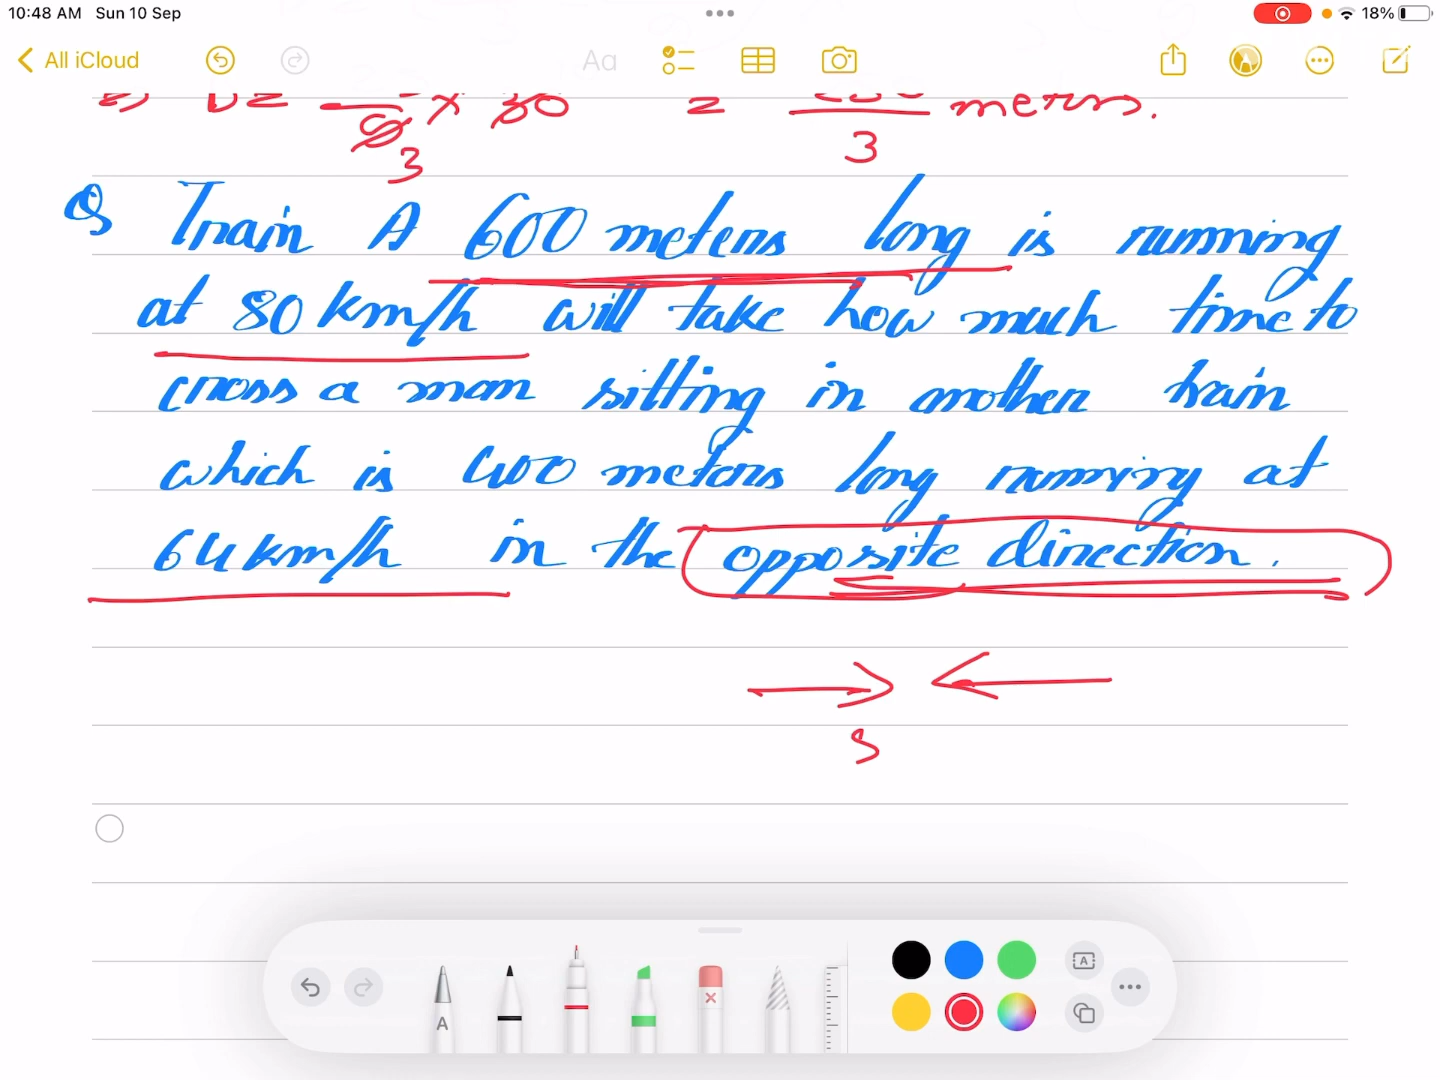 10:48 AM Sun 10 Sep
18%
All iCloud
Aa
3
3 meters.
Q Train A 600 meters long is running
at 80 km/h will take how much time to
cross a man sitting in another train
which is 400 meters long running at
64 km/h in the opposite direction.
s
A
A